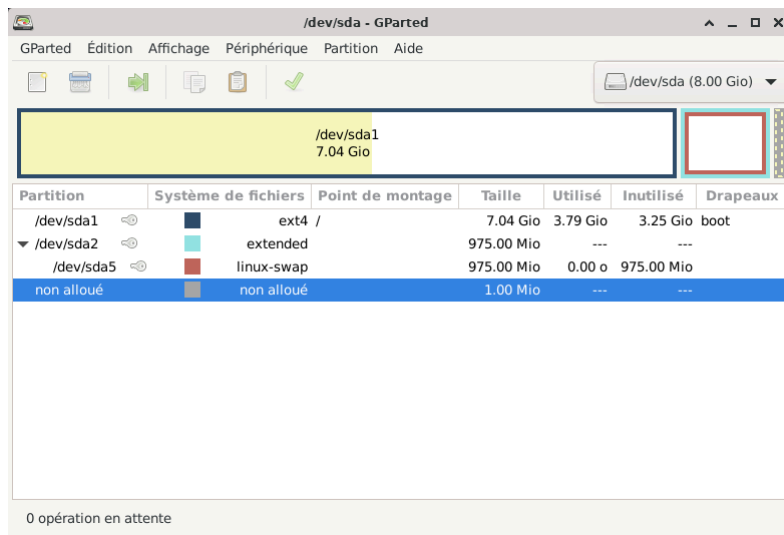 /dev/sda - GParted
GParted Édition Affichage Périphérique Partition Aide
/dev/sda (8.00 Gio)
/dev/sda1
7.04 Gio
Partition Système de fichiers Point de montage Taille Utilisé Inutilisé Drapeaux
/dev/sda1 ext4 / 7.04 Gio 3.79 Gio 3.25 Gio boot
/dev/sda2 extended 975.00 Mio --- ---
/dev/sda5 linux-swap 975.00 Mio 0.00 o 975.00 Mio
non alloué non alloué 1.00 Mio --- ---
0 opération en attente